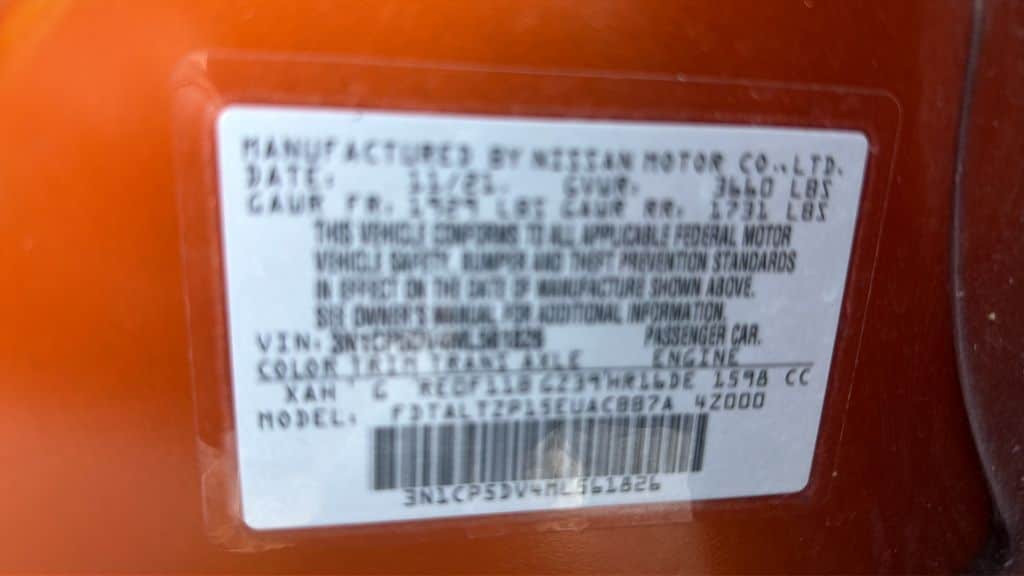 MANUFACTURED BY NISSAN MOTOR CO.,LTD.
DATE: 11/21 GVWR: 3660 LBS
GAWR FR. 1929 LBS GAWR RR. 1731 LBS
THIS VEHICLE CONFORMS TO ALL APPLICABLE FEDERAL MOTOR
VEHICLE SAFETY, BUMPER AND THEFT PREVENTION STANDARDS
IN EFFECT ON THE DATE OF MANUFACTURE SHOWN ABOVE.
SEE OWNER'S MANUAL FOR ADDITIONAL INFORMATION.
VIN: PASSENGER CAR.
COLOR TRIM TRANS AXLE ENGINE
XAH G RE0F11B GZ39 HR16DE 1598 CC
MODEL: 42000
3N1CP5DV4ML561826